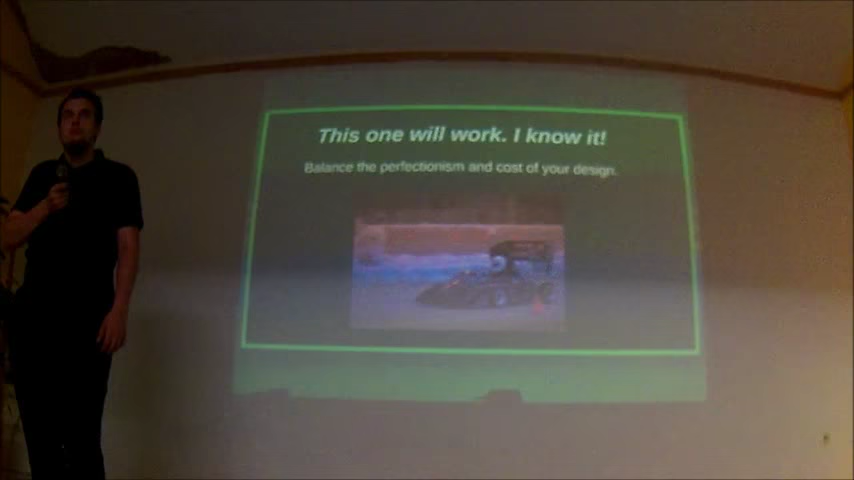 This one will work. I know it!
Balance the perfectionism and cost of your design.